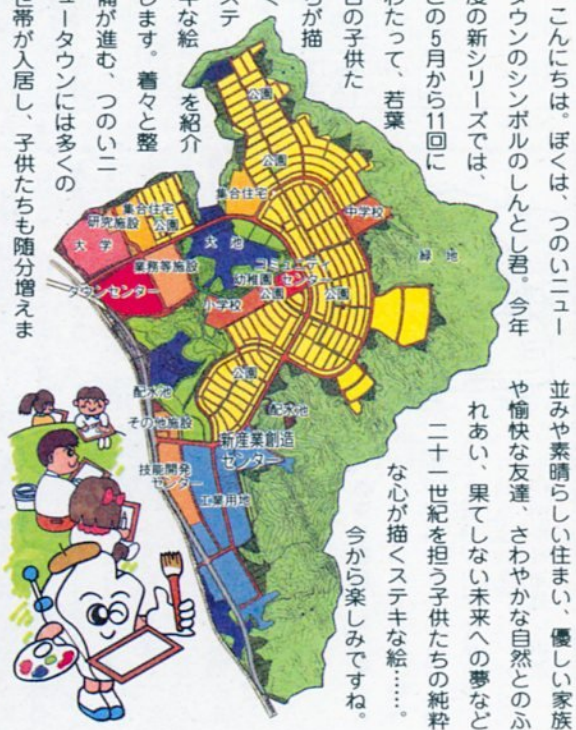 こんにちは。ぼくは、つのいニュー
タウンのシンボルのしんとし君。今年
度の新シリーズでは、
この5月から11回に
わたって、若葉
台の子供た
ちが描
く
ステ
キな絵を紹介
します。着々と整
備が進む、つのいニ
ュータウンには多くの
世帯が入居し、子供たちも随分増えま
並みや素晴らしい住まい、優しい家族
や愉快な友達、さわやかな自然とのふ
れあい、果てしない未来への夢など
二十一世紀を担う子供たちの純粋
な心が描くステキな絵……。
今から楽しみですね。
公園
公園
集合住宅
中学校
集合住宅
研究施設
公園
大学
大池
緑地
業務等施設
コミュニティ
センター
幼稚園
タウンセンター
小学校
公園
公園
公園
配水池
配水池
その他施設
新産業創造
センター
技能開発
センター
工業用地